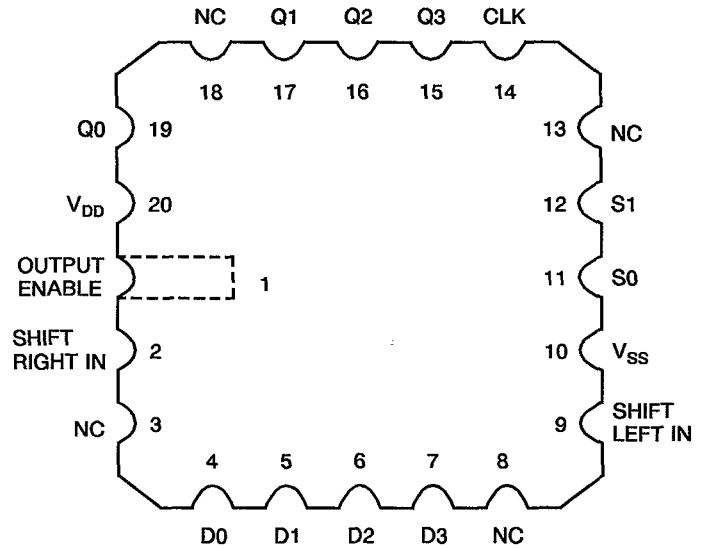 NC Q1 Q2 Q3 CLK
18 17 16 15 14
Q0 19 13 NC
V_DD 20 12 S1
OUTPUT
ENABLE 1 11 S0
SHIFT
RIGHT IN 2 10 V_SS
NC 3 9 SHIFT
LEFT IN
4 5 6 7 8
D0 D1 D2 D3 NC